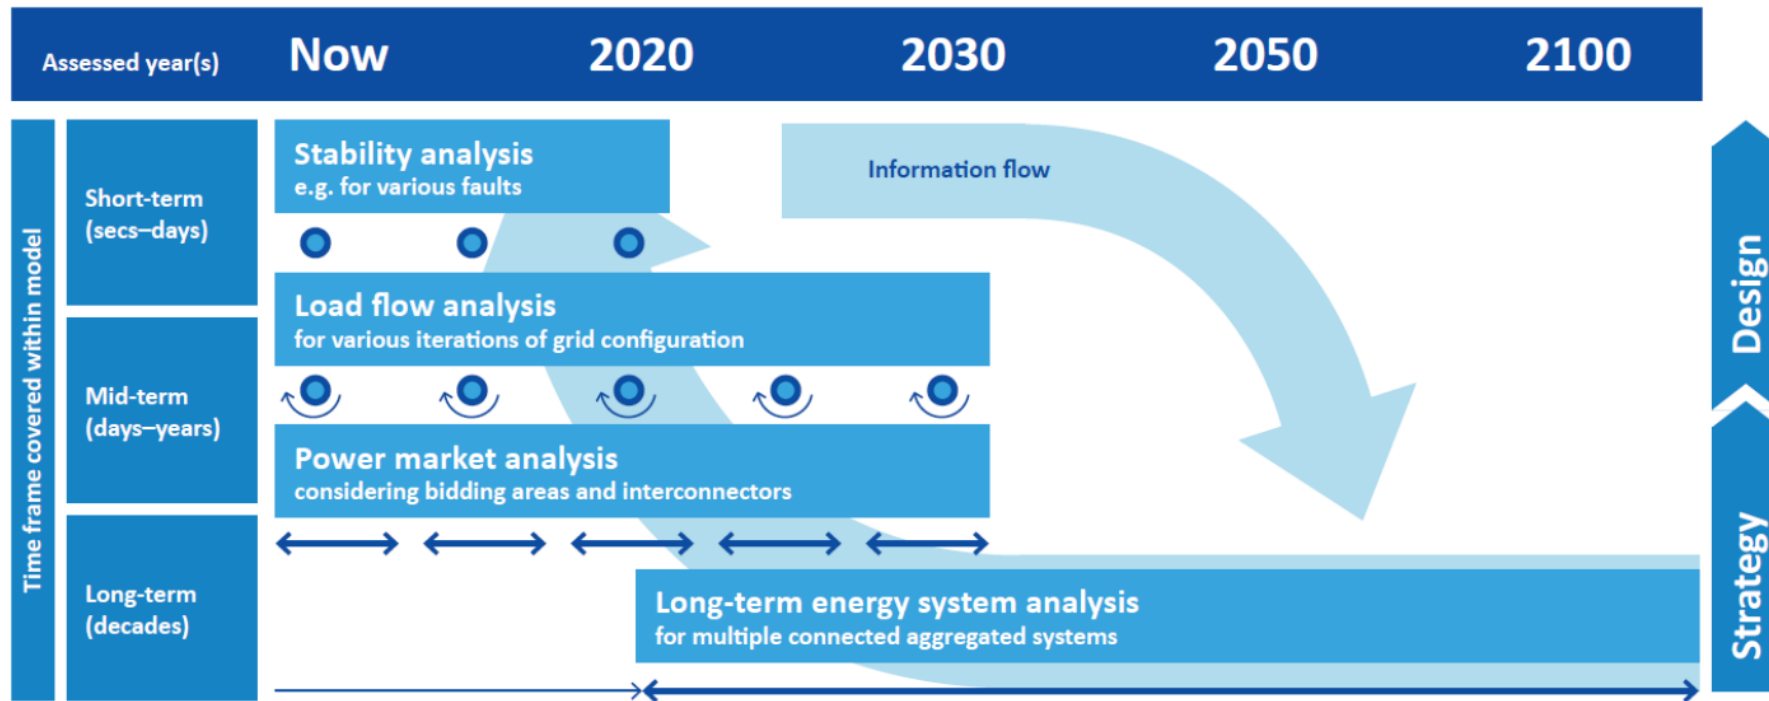 Assessed year(s)
Now
2020
2030
2050
2100
Time frame covered within model
Short-term
(secs–days)
Mid-term
(days–years)
Long-term
(decades)
Stability analysis
e.g. for various faults
Information flow
Load flow analysis
for various iterations of grid configuration
Power market analysis
considering bidding areas and interconnectors
Long-term energy system analysis
for multiple connected aggregated systems
Design
Strategy